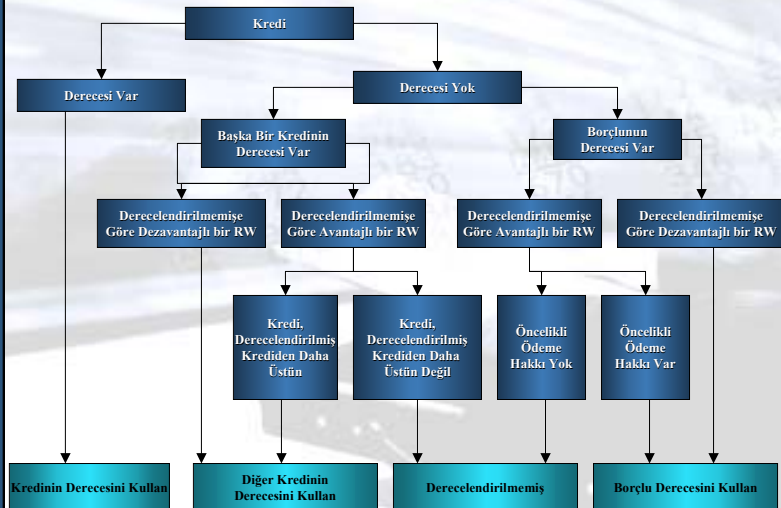 Kredi
Derecesi Var
Derecesi Yok
Başka Bir Kredinin
Derecesi Var
Borçlunun
Derecesi Var
Derecelendirilmemişe
Göre Dezavantajlı bir RW
Derecelendirilmemişe
Göre Avantajlı bir RW
Derecelendirilmemişe
Göre Avantajlı bir RW
Derecelendirilmemişe
Göre Dezavantajlı bir RW
Kredi,
Derecelendirilmiş
Krediden Daha
Üstün
Kredi,
Derecelendirilmiş
Krediden Daha
Üstün Değil
Öncelikli
Ödeme
Hakkı Yok
Öncelikli
Ödeme
Hakkı Var
Kredinin Derecesini Kullan
Diğer Kredinin
Derecesini Kullan
Derecelendirilmemiş
Borçlu Derecesini Kullan